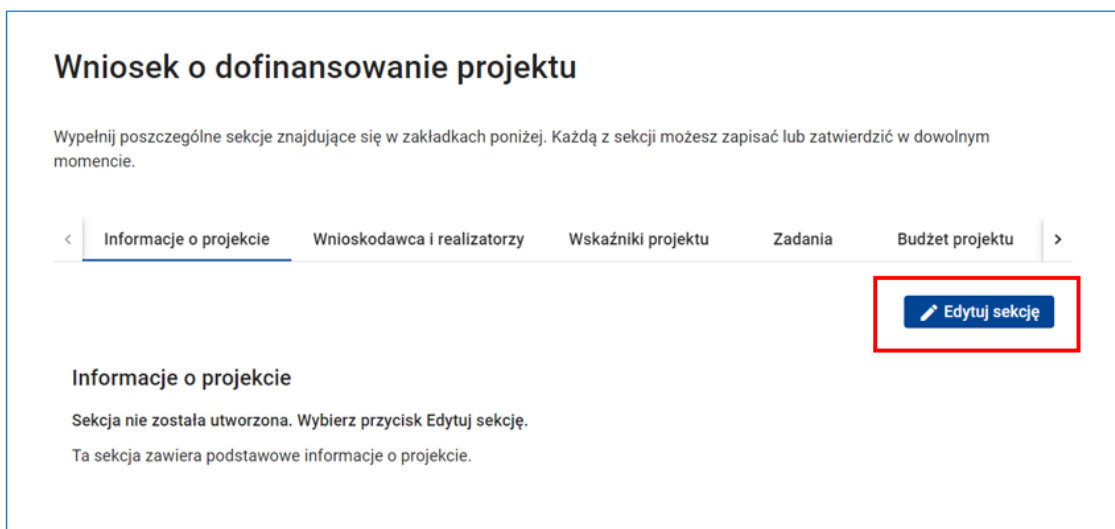 Wniosek o dofinansowanie projektu
Wypełnij poszczególne sekcje znajdujące się w zakładkach poniżej. Każdą z sekcji możesz zapisać lub zatwierdzić w dowolnym
momencie.
Informacje o projekcie Wnioskodawca i realizatorzy Wskaźniki projektu Zadania Budżet projektu
Edytuj sekcję
Informacje o projekcie
Sekcja nie została utworzona. Wybierz przycisk Edytuj sekcję.
Ta sekcja zawiera podstawowe informacje o projekcie.